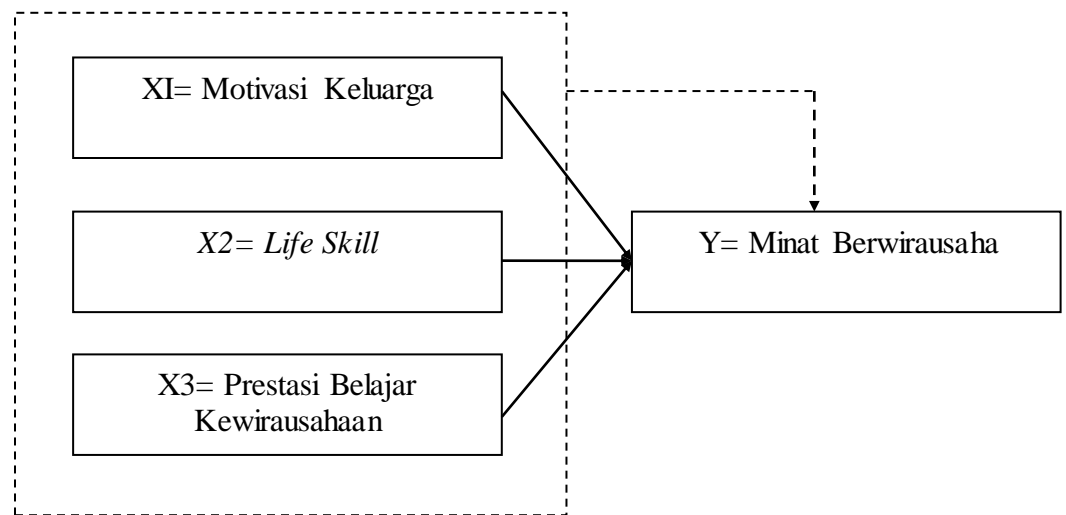 XI= Motivasi Keluarga
X2= Life Skill
Y= Minat Berwirausaha
X3= Prestasi Belajar
Kewirausahaan